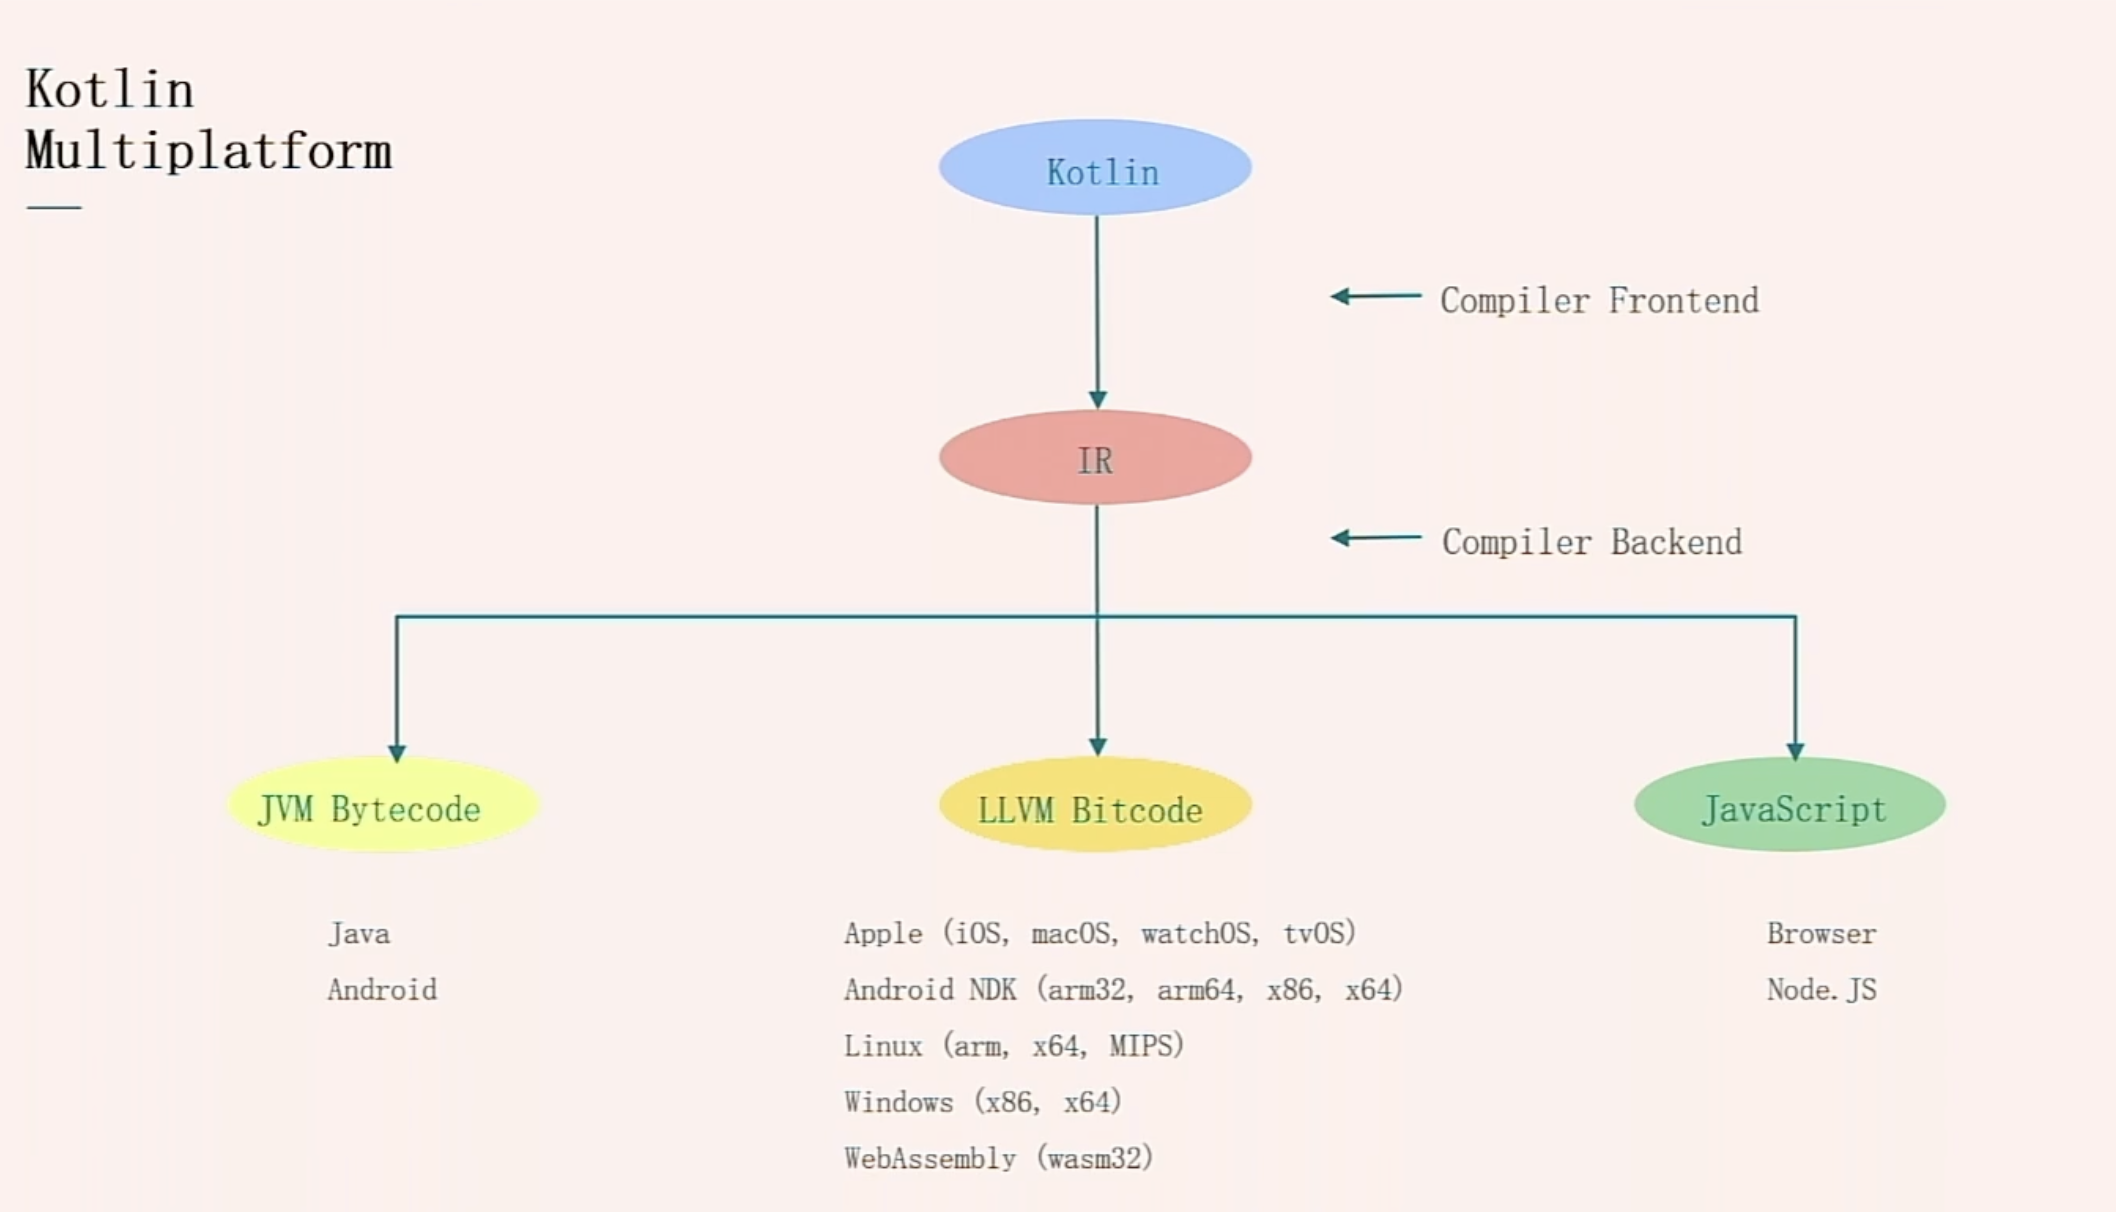 Kotlin
Multiplatform
Kotlin
Compiler Frontend
IR
Compiler Backend
JVM Bytecode
LLVM Bitcode
JavaScript
Java
Android
Apple (iOS, macOS, watchOS, tvOS)
Android NDK (arm32, arm64, x86, x64)
Linux (arm, x64, MIPS)
Windows (x86, x64)
WebAssembly (wasm32)
Browser
Node.JS